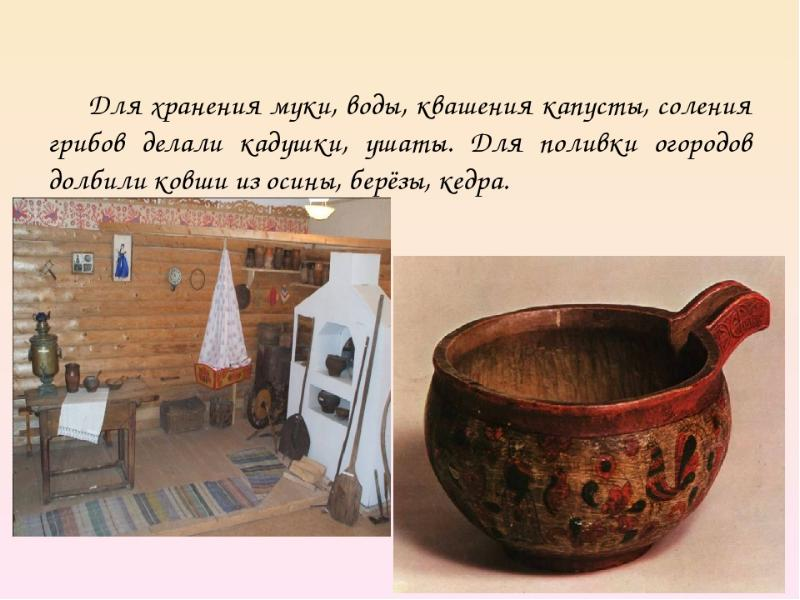 Для хранения муки, воды, квашения капусты, соления
грибов делали кадушки, ушаты. Для поливки огородов
долбили ковши из осины, берёзы, кедра.